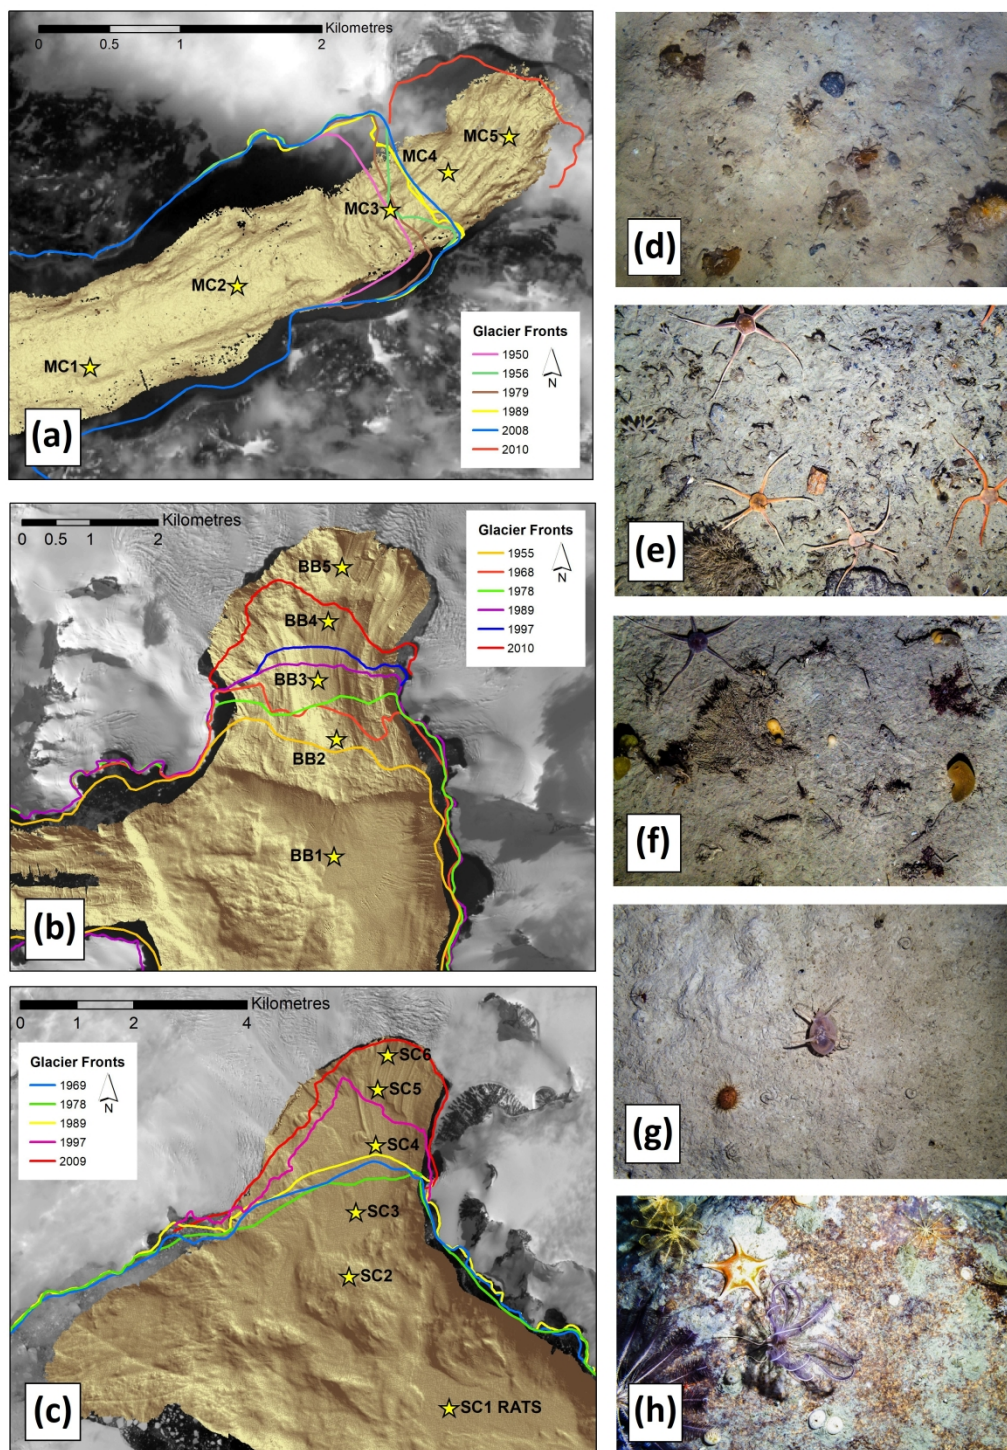 Kilometres
0 0.5 1 2
MC5
MC4
MC3
MC2
MC1
Glacier Fronts
1950
1956
1979
1989
2008
2010
N
(a)
Kilometres
0 0.5 1 2
Glacier Fronts
1955
1968
1978
1989
1997
2010
N
BB5
BB4
BB3
BB2
BB1
(b)
Kilometres
0 1 2 4
Glacier Fronts
1969
1978
1989
1997
2009
N
SC6
SC5
SC4
SC3
SC2
SC1 RATS
(c)
(d)
(e)
(f)
(g)
(h)